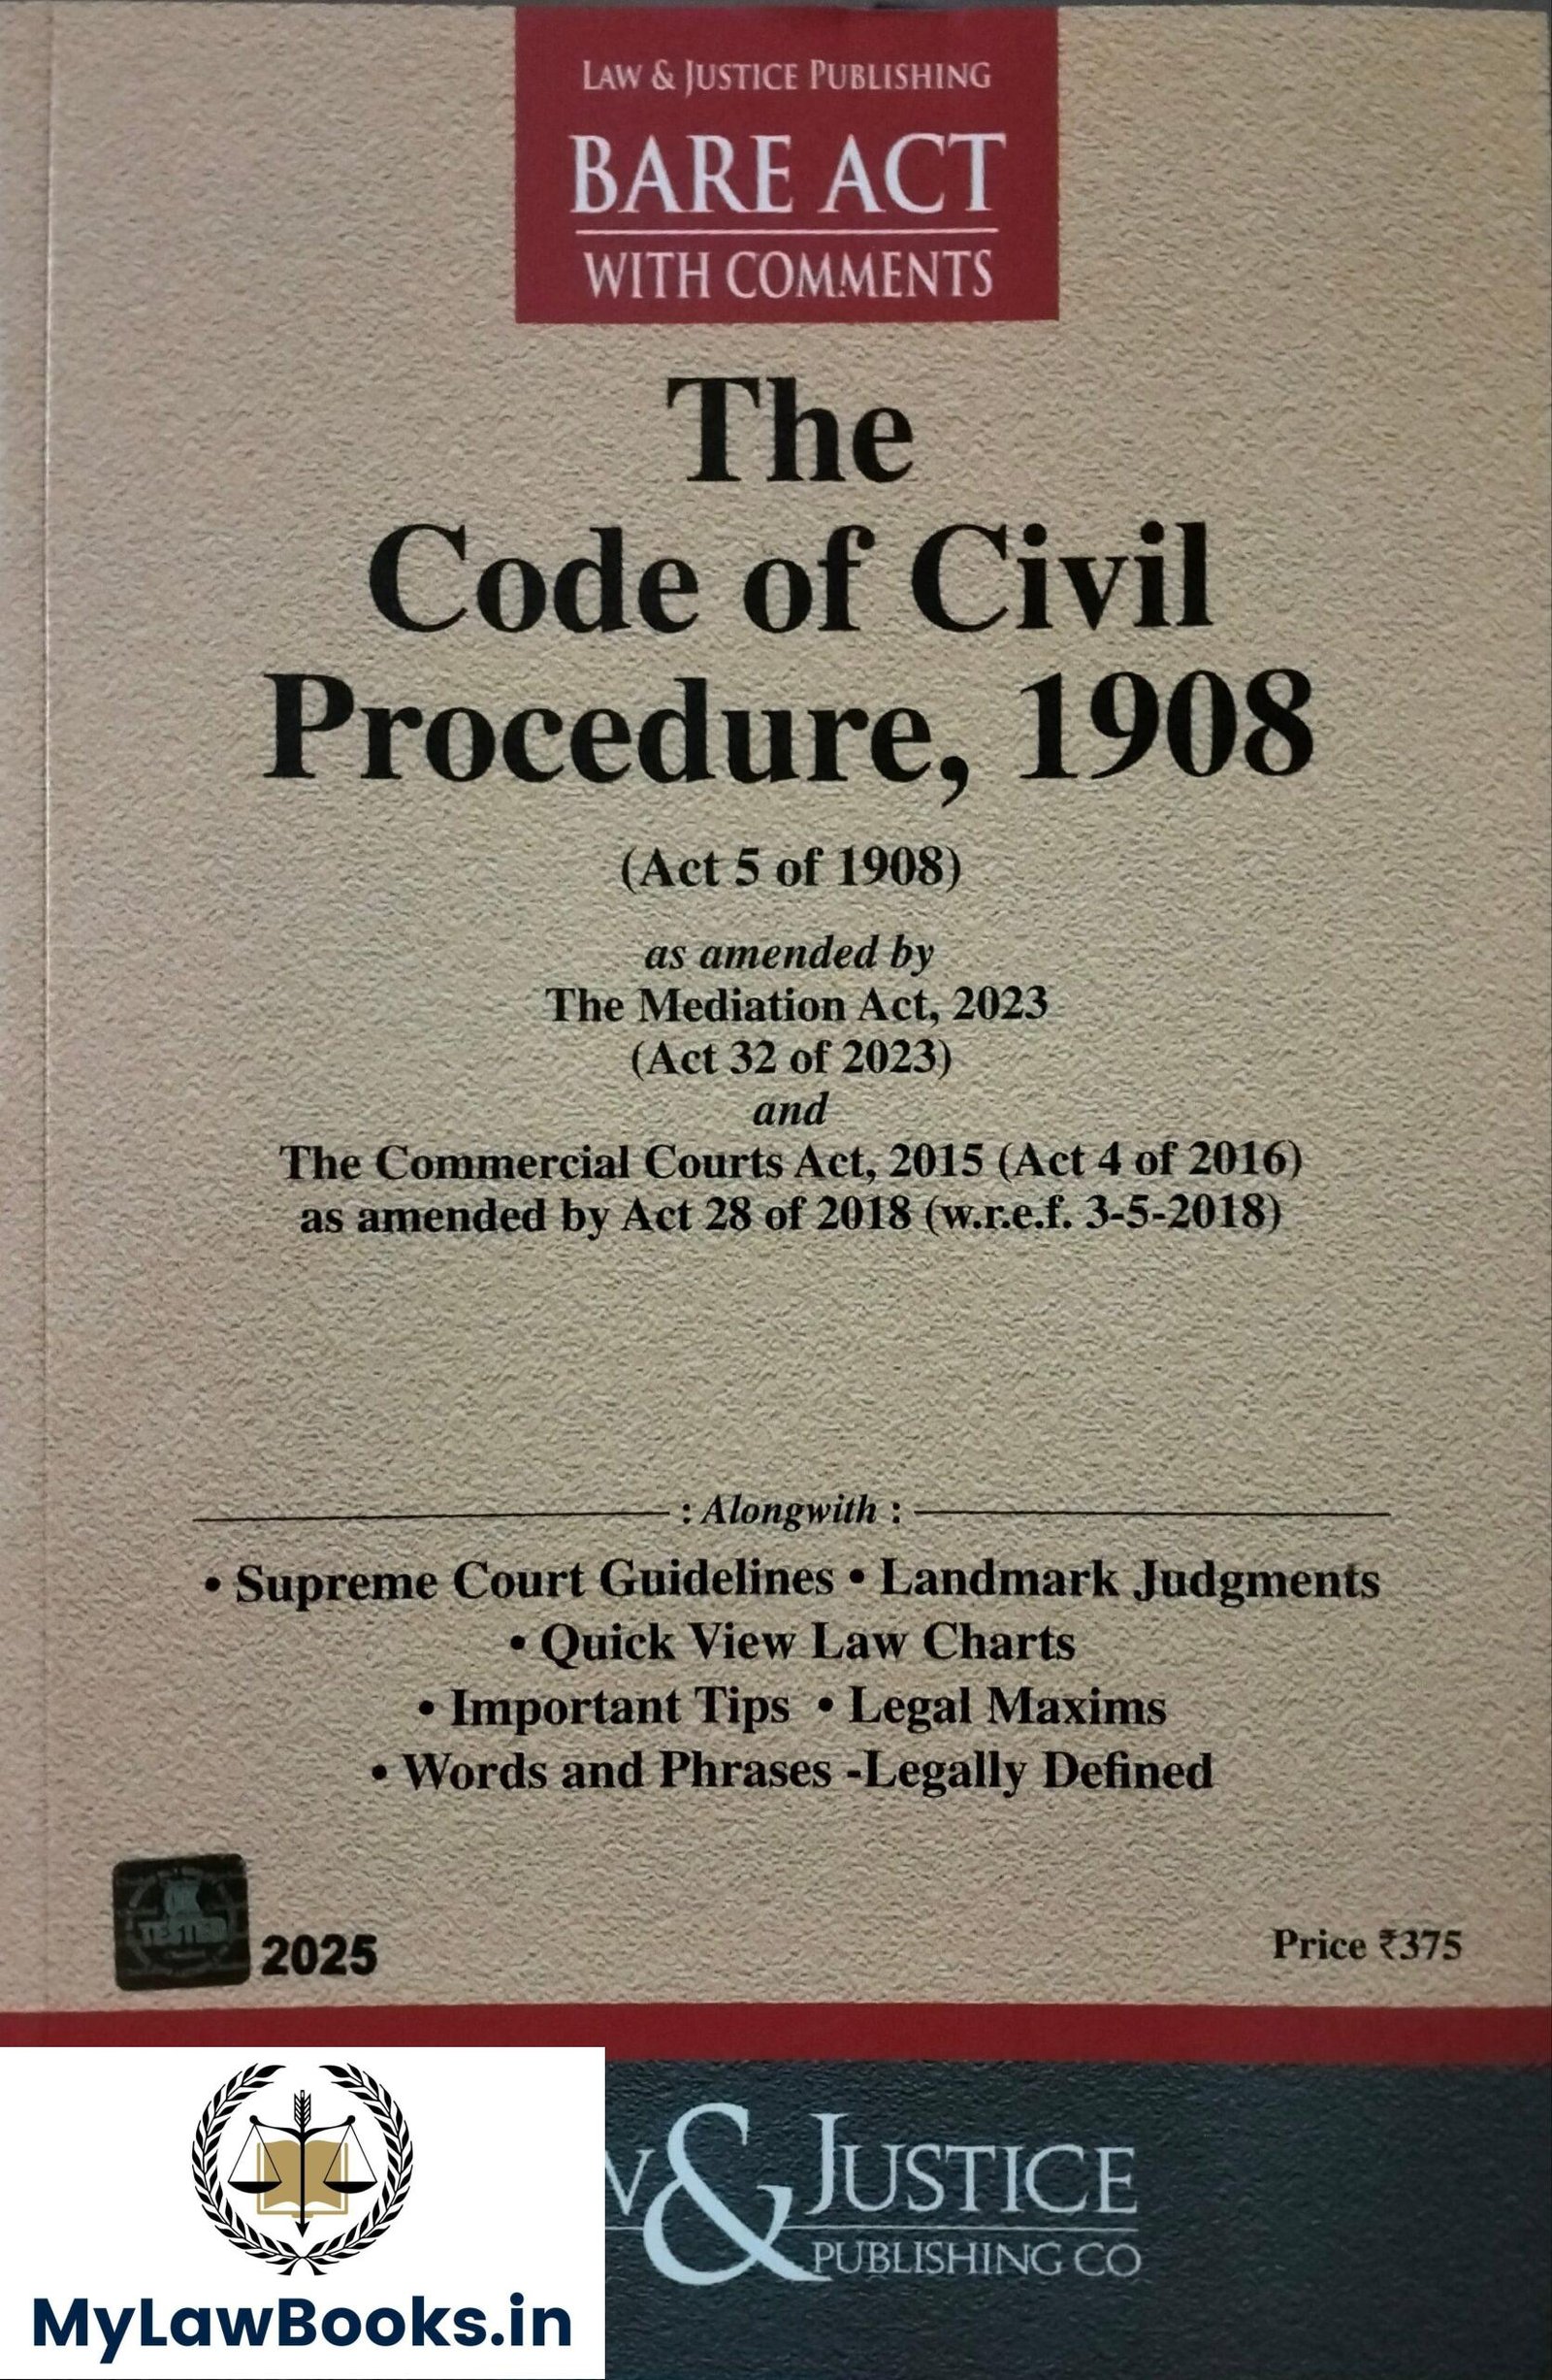 LAW & JUSTICE PUBLISHING
BARE ACT
WITH COMMENTS
The
Code of Civil
Procedure, 1908
(Act 5 of 1908)
as amended by
The Mediation Act, 2023
(Act 32 of 2023)
and
The Commercial Courts Act, 2015 (Act 4 of 2016)
as amended by Act 28 of 2018 (w.r.e.f. 3-5-2018)
: Alongwith :
• Supreme Court Guidelines • Landmark Judgments
• Quick View Law Charts
• Important Tips • Legal Maxims
• Words and Phrases -Legally Defined
2025
Price ₹375
& JUSTICE
PUBLISHING CO
MyLawBooks.in